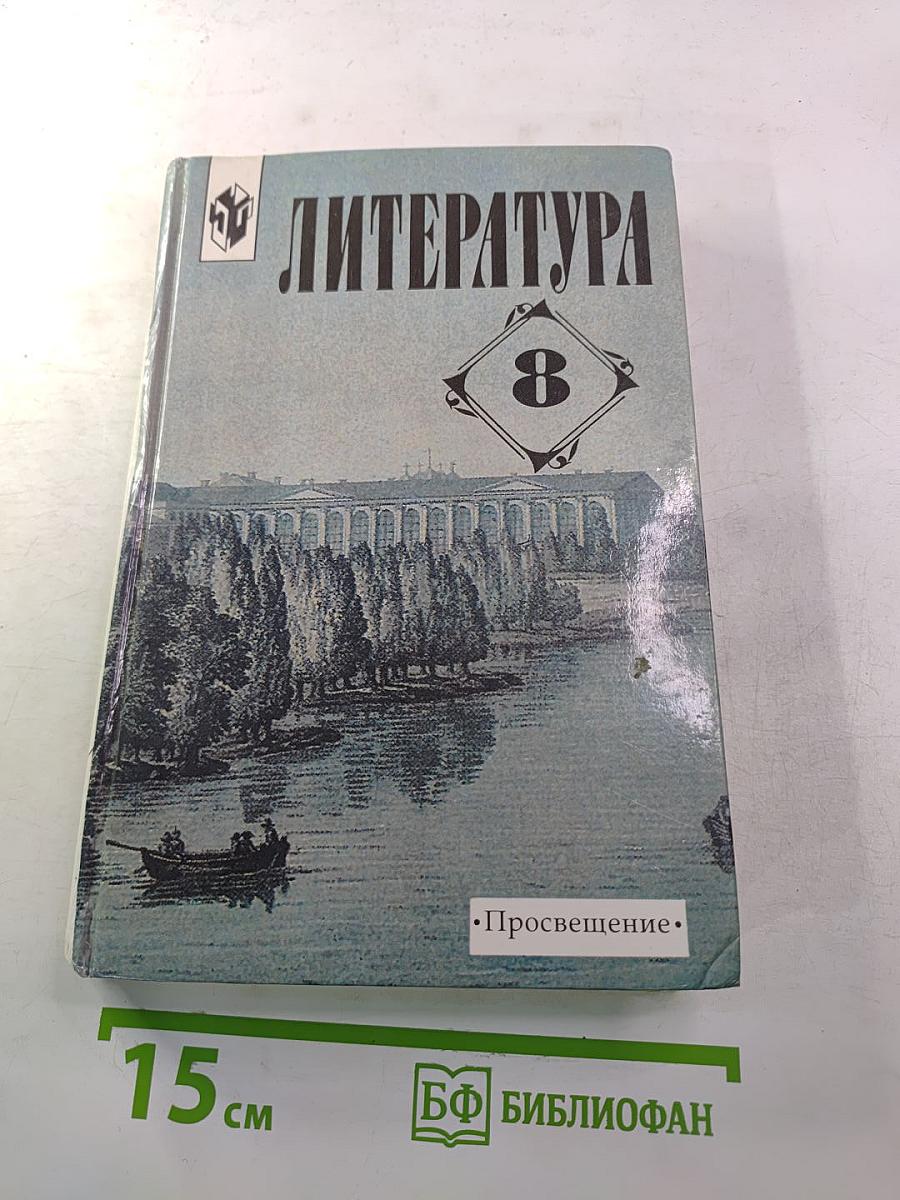 ЛИТЕРАТУРА
8
•Просвещение•
15 см
БФ БИБЛИОФАН